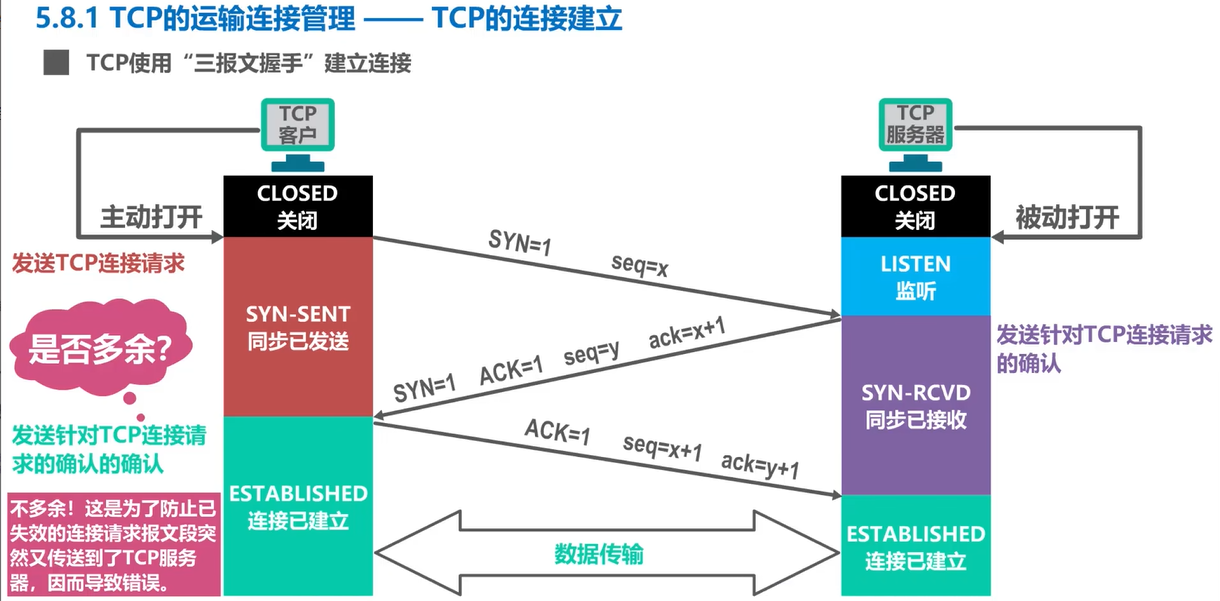 5.8.1 TCP的运输连接管理 —— TCP的连接建立
TCP使用“三报文握手”建立连接
TCP
客户
TCP
服务器
CLOSED
关闭
CLOSED
关闭
主动打开
被动打开
发送TCP连接请求
SYN=1 seq=x
LISTEN
监听
SYN-SENT
同步已发送
是否多余？
发送针对TCP连接请求
的确认
SYN=1 ACK=1 seq=y ack=x+1
SYN-RCVD
同步已接收
发送针对TCP连接请
求的确认的确认
ACK=1 seq=x+1 ack=y+1
ESTABLISHED
连接已建立
不多余！这是为了防止已
失效的连接请求报文段突
然又传送到了TCP服务
器，因而导致错误。
数据传输
ESTABLISHED
连接已建立